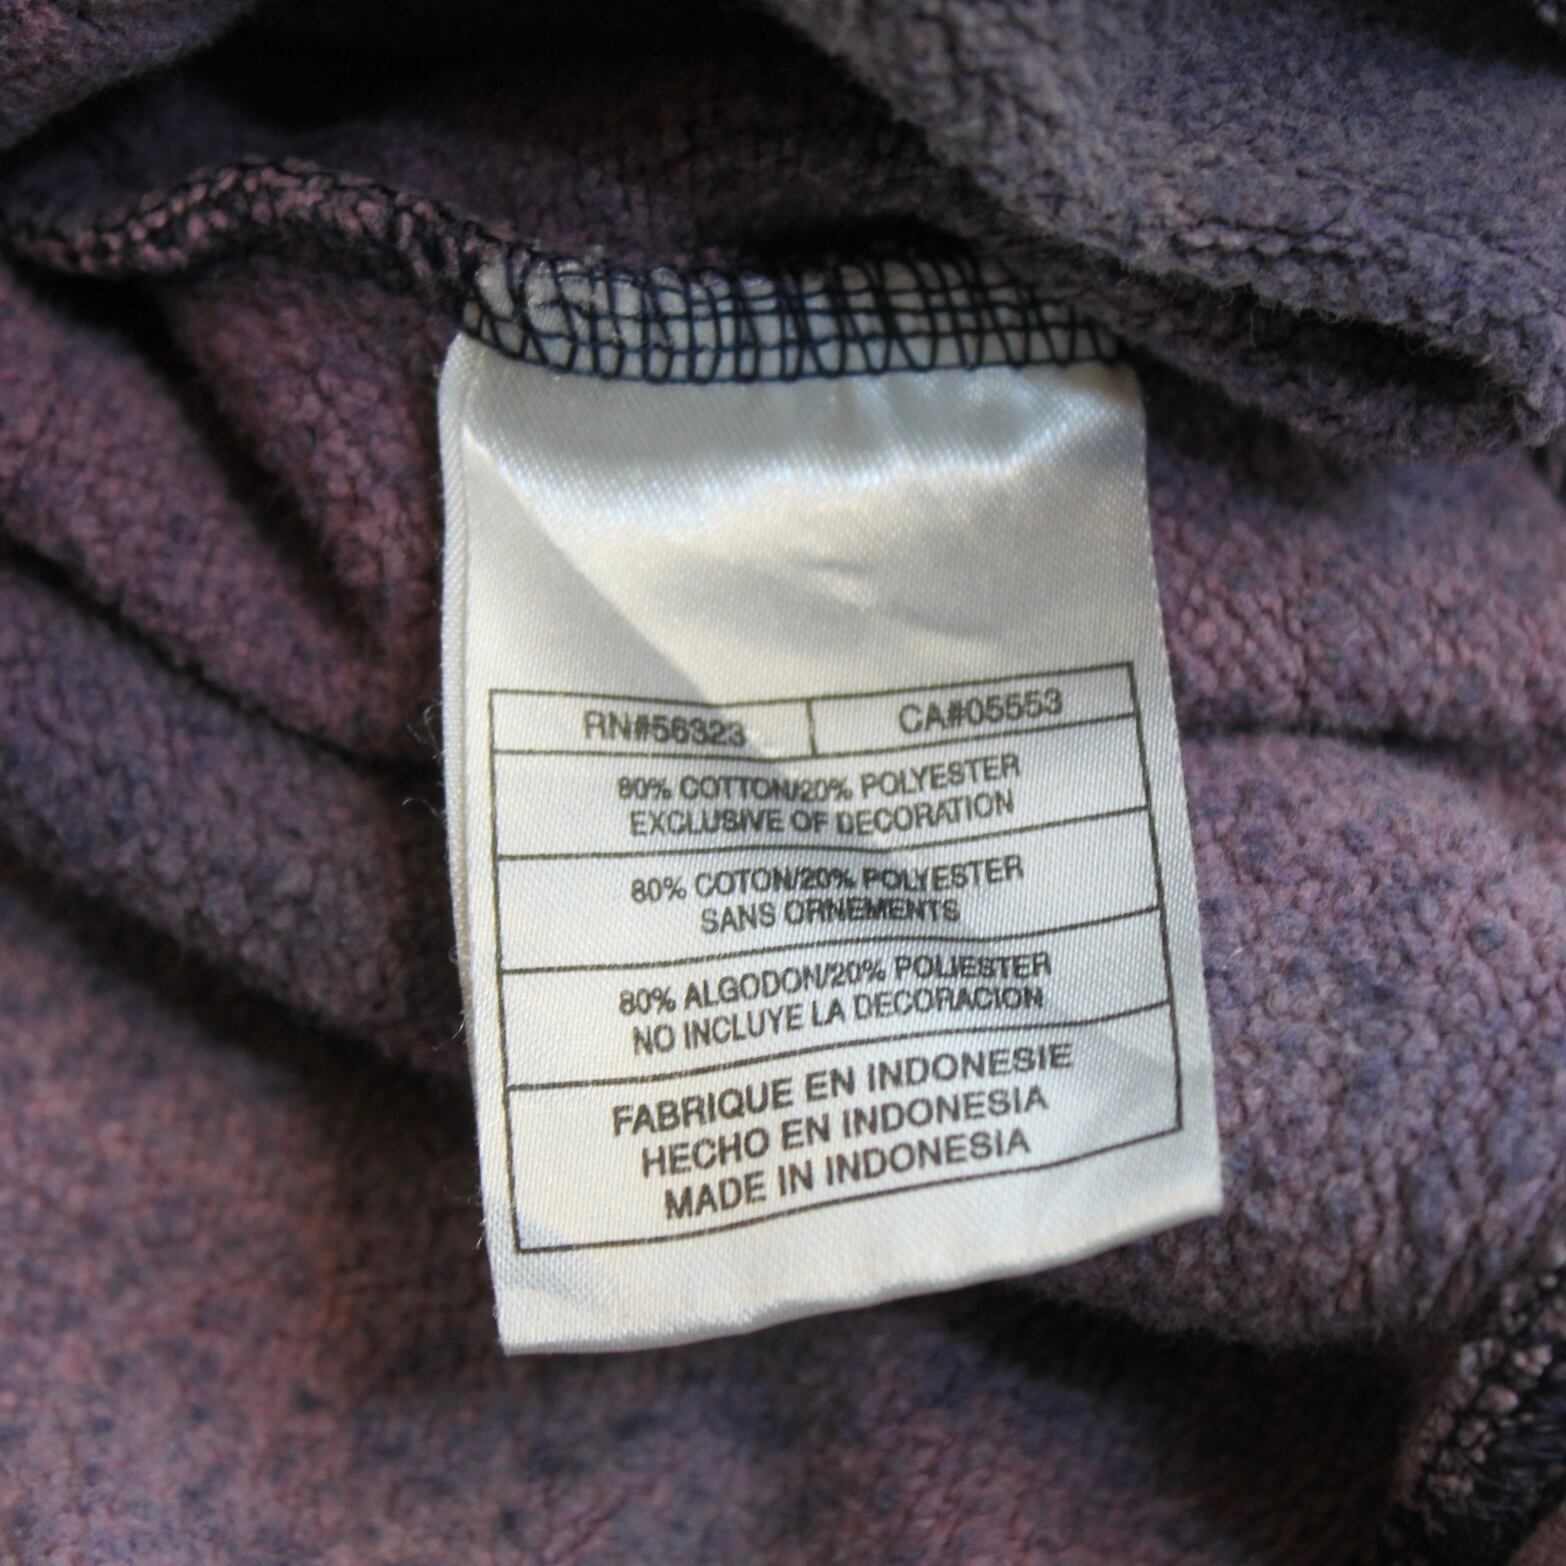 RN#56323 CA#05553
80% COTTON/20% POLYESTER
EXCLUSIVE OF DECORATION
80% COTON/20% POLYESTER
SANS ORNEMENTS
80% ALGODON/20% POLIESTER
NO INCLUYE LA DECORACION
FABRIQUE EN INDONESIE
HECHO EN INDONESIA
MADE IN INDONESIA